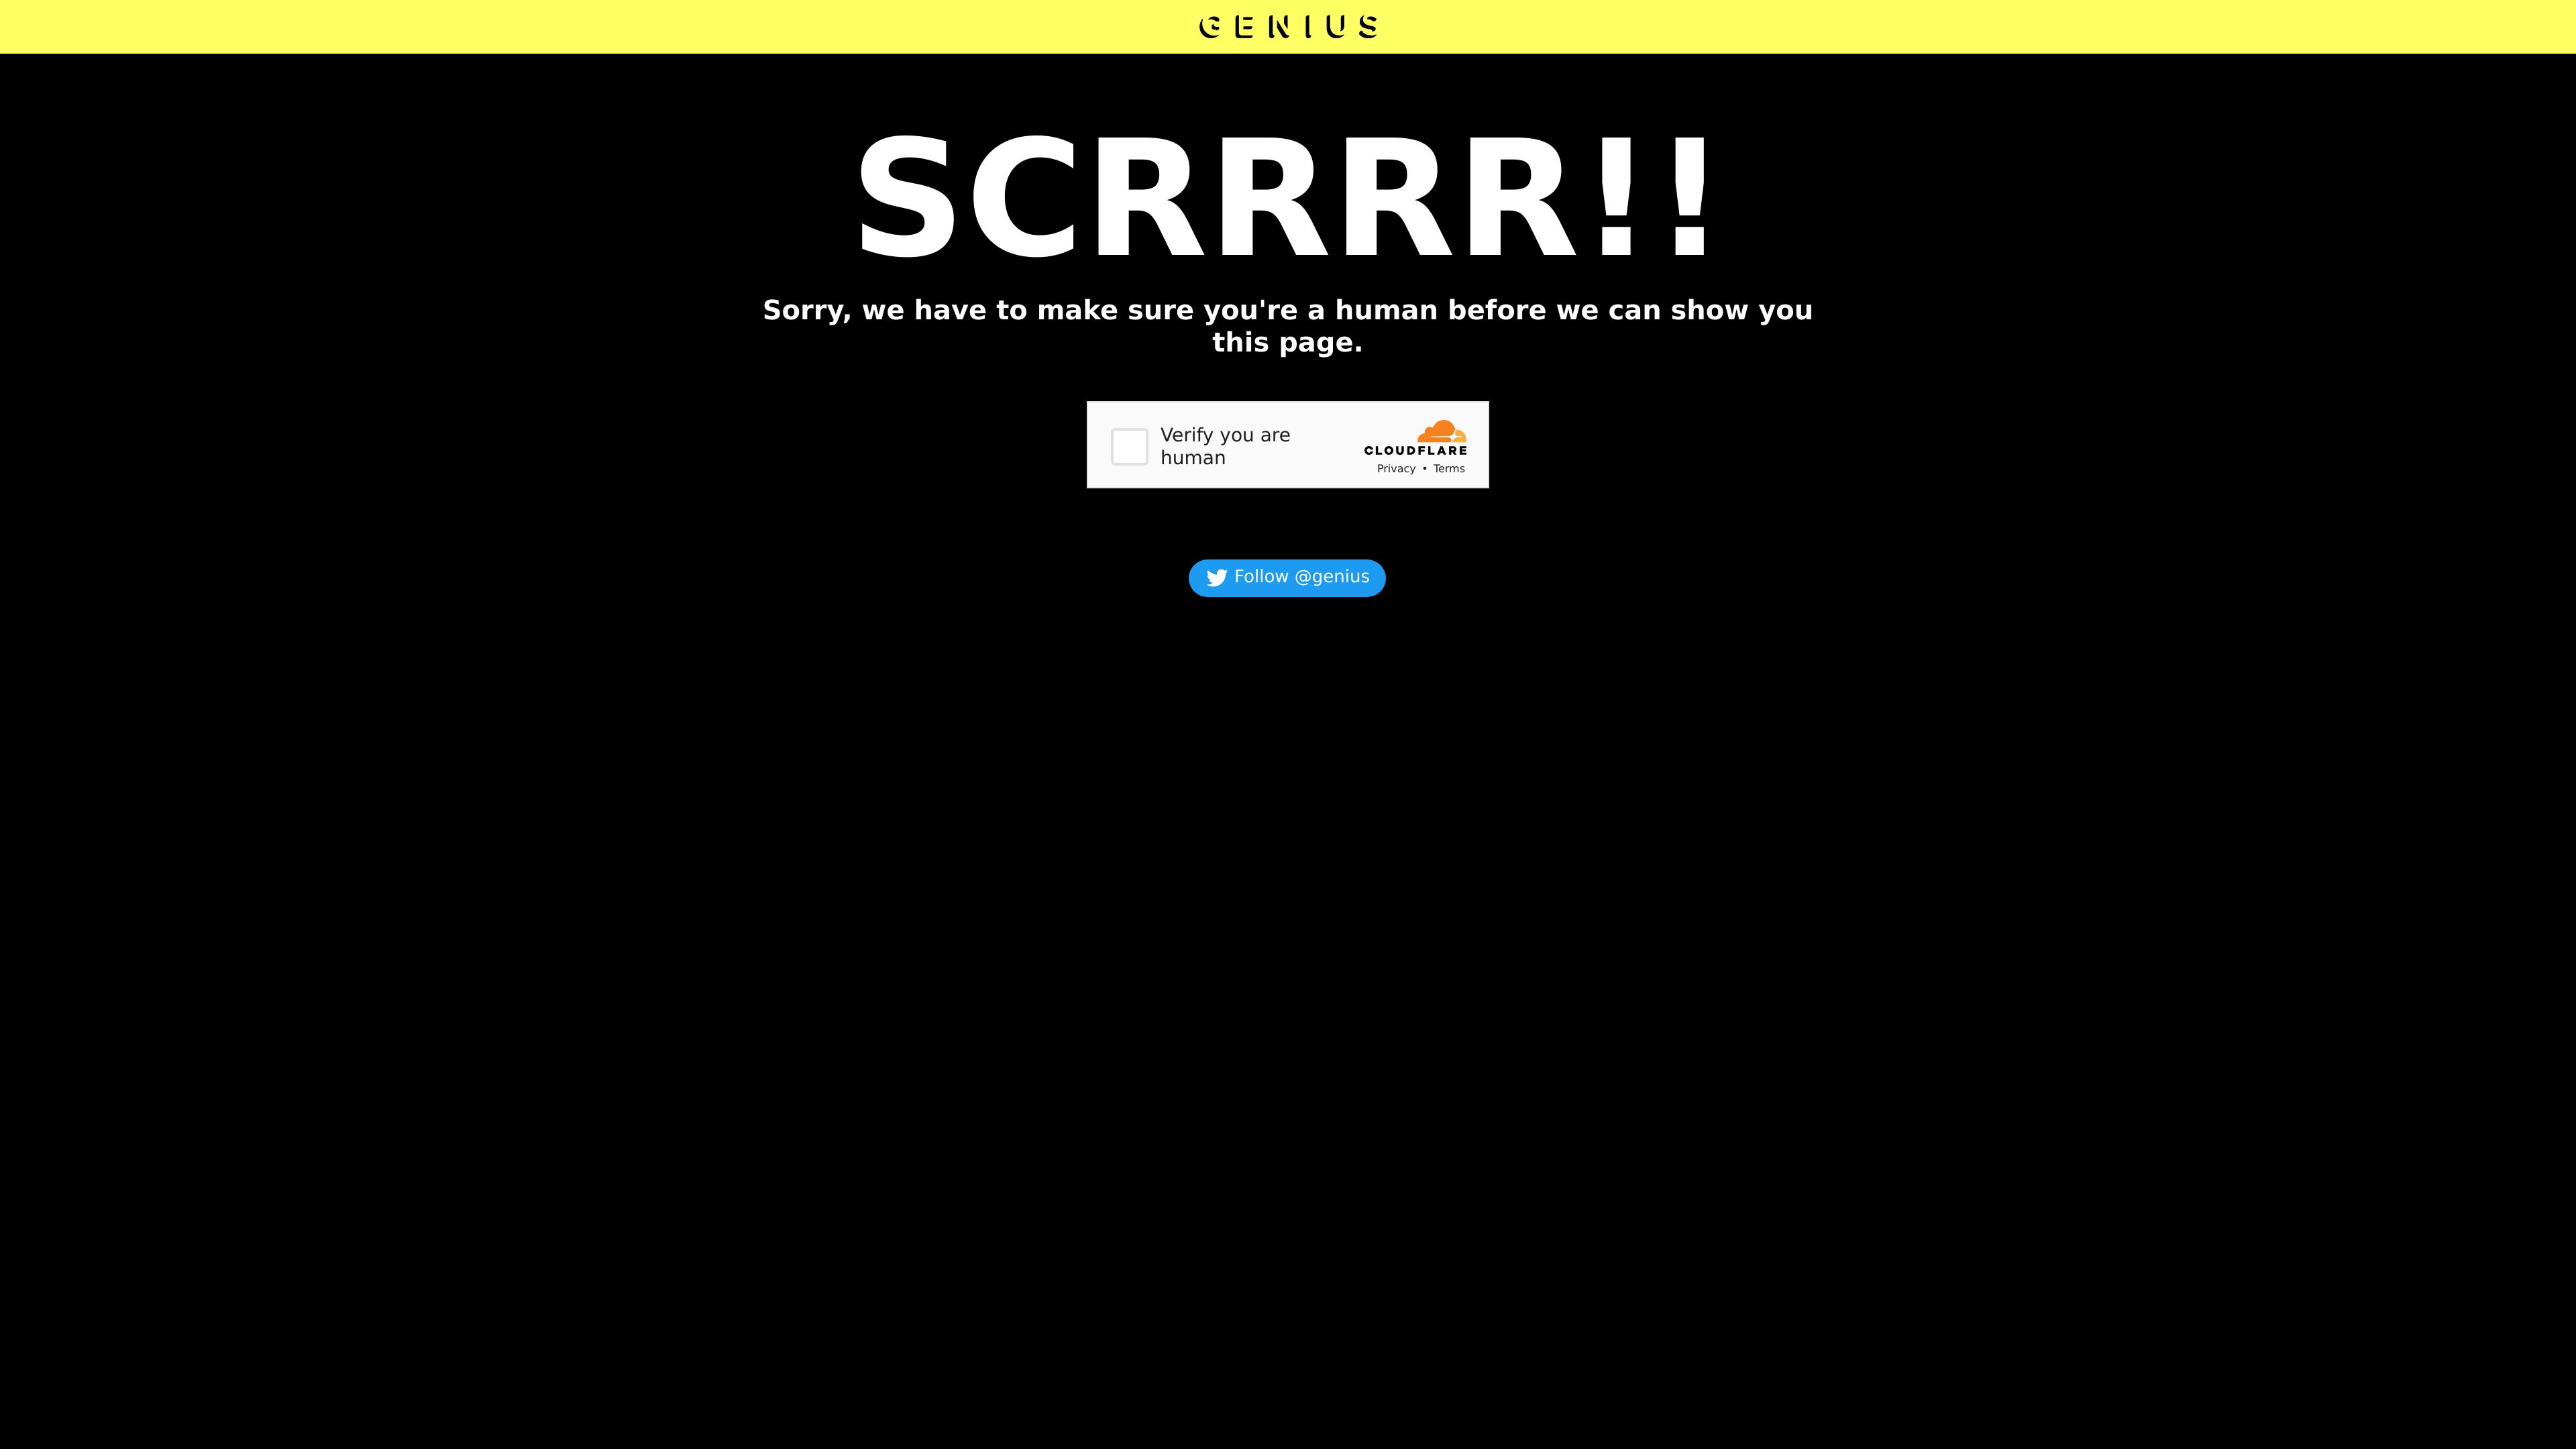 GENIUS
SCRRRR!!
Sorry, we have to make sure you're a human before we can show you
this page.
Verify you are
human
CLOUDFLARE
Privacy • Terms
Follow @genius